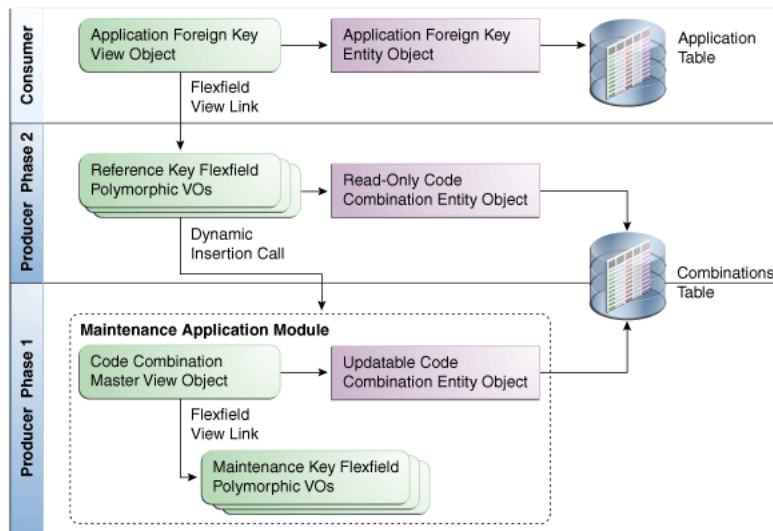 Consumer
Application Foreign Key
View Object
Application Foreign Key
Entity Object
Application
Table
Flexfield
View Link
Producer Phase 2
Reference Key Flexfield
Polymorphic VOs
Read-Only Code
Combination Entity Object
Dynamic
Insertion Call
Combinations
Table
Producer Phase 1
Maintenance Application Module
Code Combination
Master View Object
Updatable Code
Combination Entity Object
Flexfield
View Link
Maintenance Key Flexfield
Polymorphic VOs